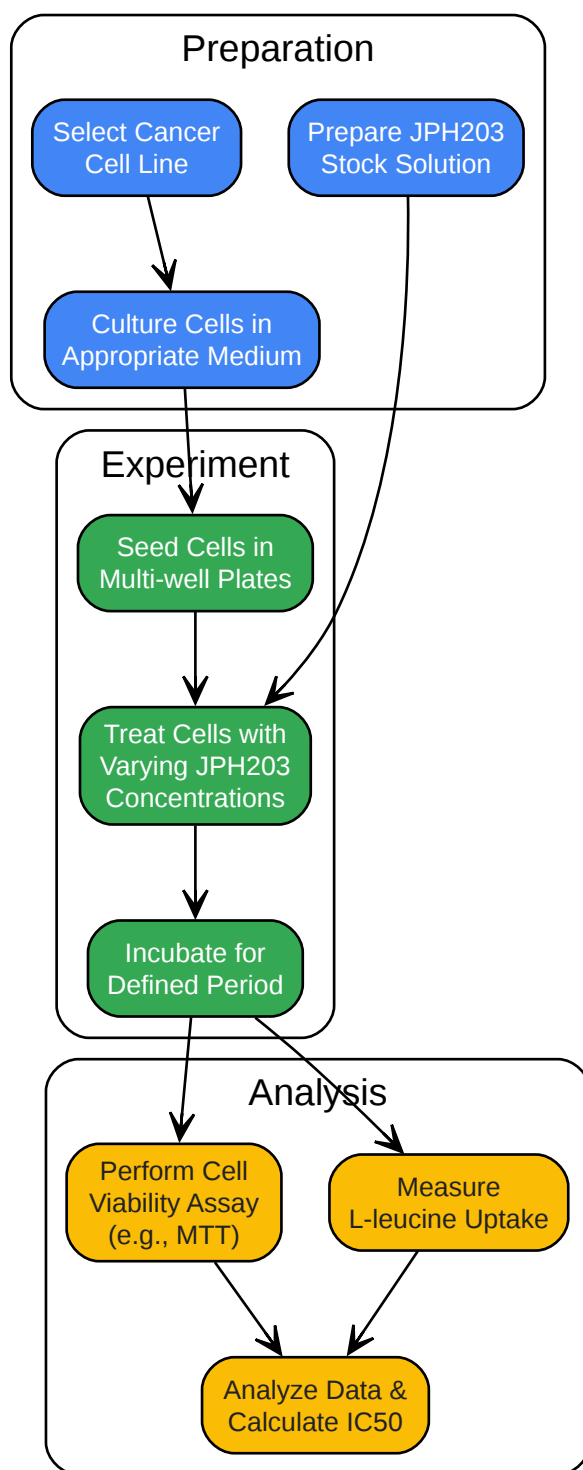 Preparation
Select Cancer
Cell Line
Prepare JPH203
Stock Solution
Culture Cells in
Appropriate Medium
Experiment
Seed Cells in
Multi-well Plates
Treat Cells with
Varying JPH203
Concentrations
Incubate for
Defined Period
Analysis
Perform Cell
Viability Assay
(e.g., MTT)
Measure
L-leucine Uptake
Analyze Data &
Calculate IC50